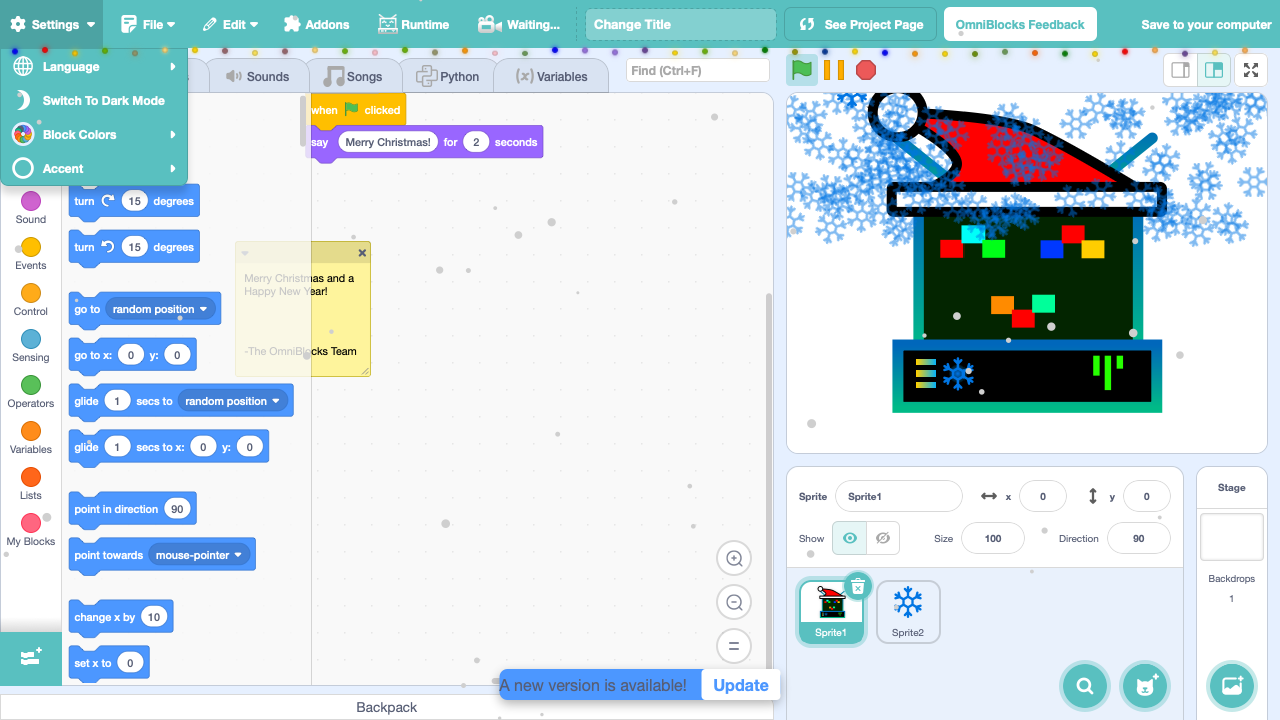 Settings
File
Edit
Addons
Runtime
Waiting...
Change Title
See Project Page
OmniBlocks Feedback
Save to your computer
Language
Switch To Dark Mode
Block Colors
Accent
Sounds
Songs
Python
(x) Variables
Find (Ctrl+F)
when clicked
say Merry Christmas! for 2 seconds
Sound
Events
Control
Sensing
Operators
Variables
Lists
My Blocks
turn 15 degrees
turn 15 degrees
go to random position
go to x: 0 y: 0
glide 1 secs to random position
glide 1 secs to x: 0 y: 0
point in direction 90
point towards mouse-pointer
change x by 10
set x to 0
Merry Christmas and a
Happy New Year!
-The OmniBlocks Team
A new version is available!
Update
Backpack
Sprite Sprite1 x 0 y 0
Show Size 100 Direction 90
Sprite1
Sprite2
Stage
Backdrops
1